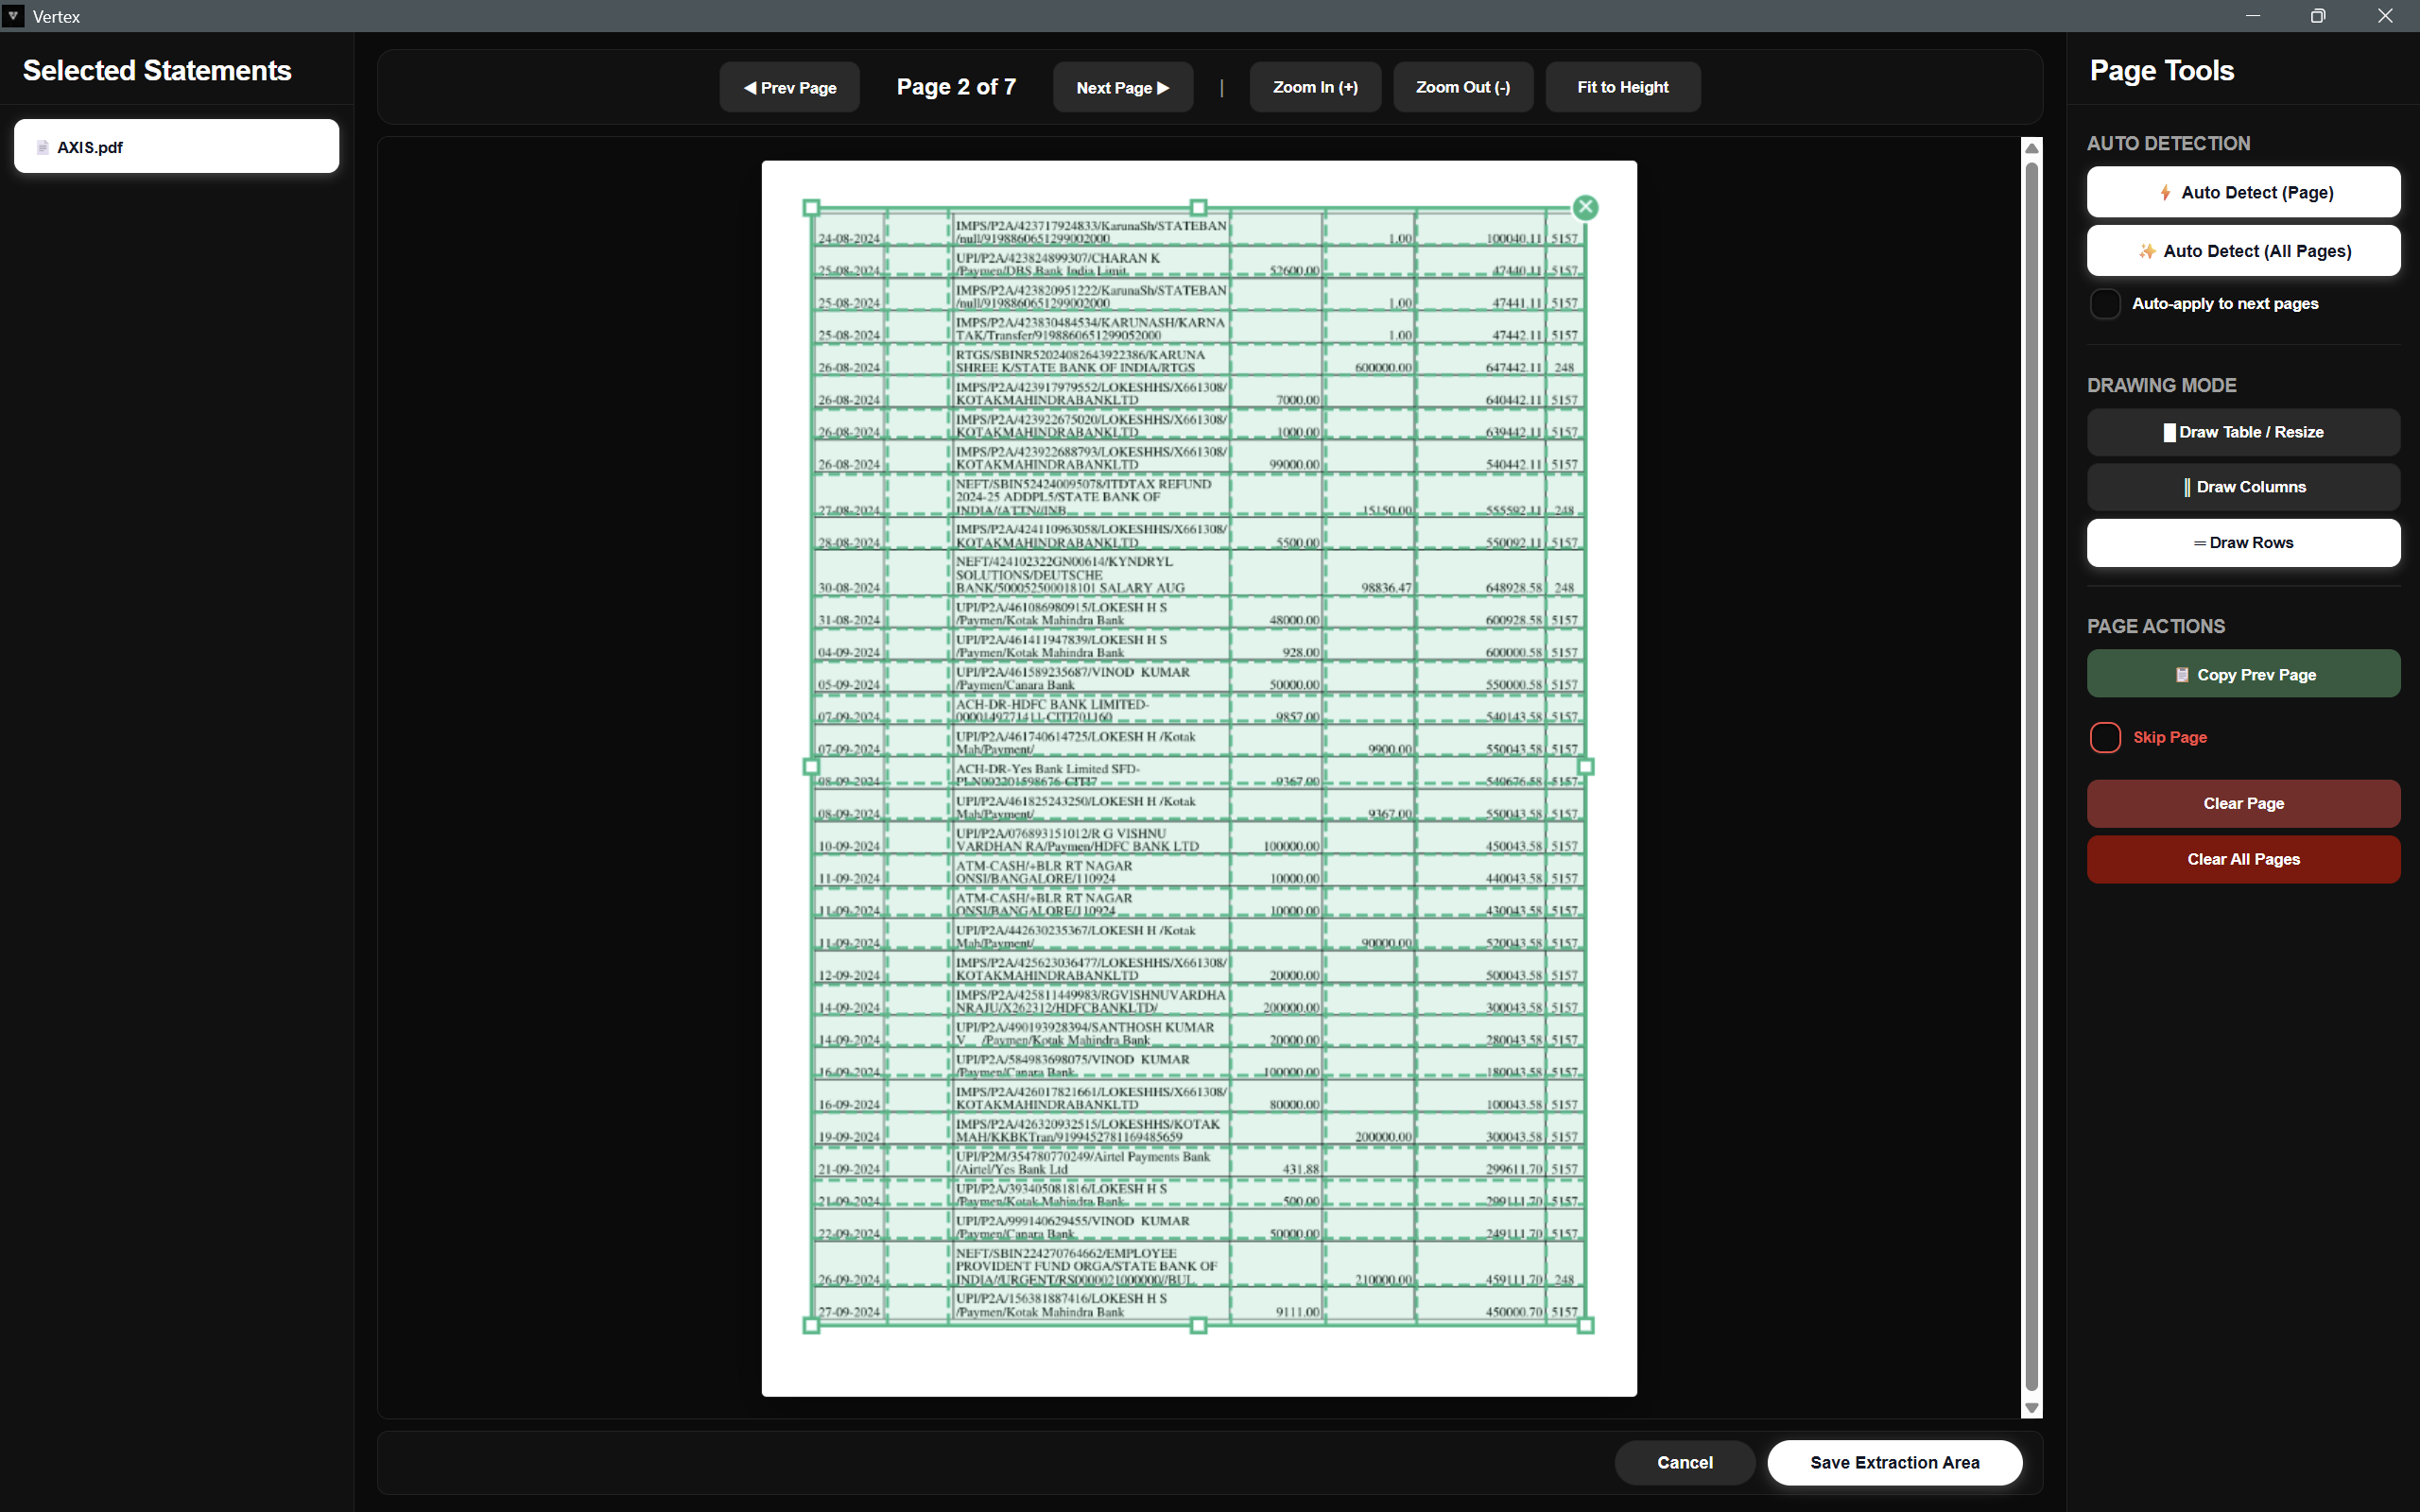 Vertex
Selected Statements
AXIS.pdf
◀ Prev Page
Page 2 of 7
Next Page ▶
|
Zoom In (+)
Zoom Out (-)
Fit to Height
24-08-2024 IMPS/P2A/423717924833/KarunaSh/STATEBAN
/null/9198860651299002000 1.00 100040.11 5157
25-08-2024 UPI/P2A/423824899307/CHARAN K
/Paymen/DBS Bank India Limit 52600.00 47440.11 5157
25-08-2024 IMPS/P2A/423820951222/KarunaSh/STATEBAN
/null/9198860651299002000 1.00 47441.11 5157
25-08-2024 IMPS/P2A/423830484534/KARUNASH/KARNA
TAK/Transfer/9198860651299052000 1.00 47442.11 5157
26-08-2024 RTGS/SBINR52024082643922386/KARUNA
SHREE K/STATE BANK OF INDIA/RTGS 600000.00 647442.11 248
26-08-2024 IMPS/P2A/423917979552/LOKESHHS/X661308/
KOTAKMAHINDRABANKLTD 7000.00 640442.11 5157
26-08-2024 IMPS/P2A/423922675020/LOKESHHS/X661308/
KOTAKMAHINDRABANKLTD 1000.00 639442.11 5157
26-08-2024 IMPS/P2A/423922688793/LOKESHHS/X661308/
KOTAKMAHINDRABANKLTD 99000.00 540442.11 5157
27-08-2024 NEFT/SBIN524240095078/ITDTAX REFUND
2024-25 ADDPL5/STATE BANK OF
INDIA//ATTN//INB 15150.00 555592.11 248
28-08-2024 IMPS/P2A/424110963058/LOKESHHS/X661308/
KOTAKMAHINDRABANKLTD 5500.00 550092.11 5157
30-08-2024 NEFT/424102322GN00614/KYNDRYL
SOLUTIONS/DEUTSCHE
BANK/500052500018101 SALARY AUG 98836.47 648928.58 248
31-08-2024 UPI/P2A/461086980915/LOKESH H S
/Paymen/Kotak Mahindra Bank 48000.00 600928.58 5157
04-09-2024 UPI/P2A/461411947839/LOKESH H S
/Paymen/Kotak Mahindra Bank 928.00 600000.58 5157
05-09-2024 UPI/P2A/461589235687/VINOD KUMAR
/Paymen/Canara Bank 50000.00 550000.58 5157
07-09-2024 ACH-DR-HDFC BANK LIMITED-
0000149771411-CITI701160 9857.00 540143.58 5157
07-09-2024 UPI/P2A/461740614725/LOKESH H /Kotak
Mah/Payment/ 9900.00 550043.58 5157
08-09-2024 ACH-DR-Yes Bank Limited SFD-
PLN002201598676-CITI7 9367.00 540676.58 5157
08-09-2024 UPI/P2A/461825243250/LOKESH H /Kotak
Mah/Payment/ 9367.00 550043.58 5157
10-09-2024 UPI/P2A/076893151012/R G VISHNU
VARDHAN RA/Paymen/HDFC BANK LTD 100000.00 450043.58 5157
11-09-2024 ATM-CASH/+BLR RT NAGAR
ONSI/BANGALORE/110924 10000.00 440043.58 5157
11-09-2024 ATM-CASH/+BLR RT NAGAR
ONSI/BANGALORE/110924 10000.00 430043.58 5157
11-09-2024 UPI/P2A/442630235367/LOKESH H /Kotak
Mah/Payment/ 90000.00 520043.58 5157
12-09-2024 IMPS/P2A/425623036477/LOKESHHS/X661308/
KOTAKMAHINDRABANKLTD 20000.00 500043.58 5157
14-09-2024 IMPS/P2A/425811449983/RGVISHNUVARDHA
NRAJU/X262312/HDFCBANKLTD/ 200000.00 300043.58 5157
14-09-2024 UPI/P2A/490193928394/SANTHOSH KUMAR
V /Paymen/Kotak Mahindra Bank 20000.00 280043.58 5157
16-09-2024 UPI/P2A/584983698075/VINOD KUMAR
/Paymen/Canara Bank 100000.00 180043.58 5157
16-09-2024 IMPS/P2A/426017821661/LOKESHHS/X661308/
KOTAKMAHINDRABANKLTD 80000.00 100043.58 5157
19-09-2024 IMPS/P2A/426320932515/LOKESHHS/KOTAK
MAH/KKBKTran/9199452781169485659 200000.00 300043.58 5157
21-09-2024 UPI/P2M/354780770249/Airtel Payments Bank
/Airtel/Yes Bank Ltd 431.88 299611.70 5157
21-09-2024 UPI/P2A/393405081816/LOKESH H S
/Paymen/Kotak Mahindra Bank 500.00 299111.70 5157
22-09-2024 UPI/P2A/999140629455/VINOD KUMAR
/Paymen/Canara Bank 50000.00 249111.70 5157
26-09-2024 NEFT/SBIN224270764662/EMPLOYEE
PROVIDENT FUND ORGA/STATE BANK OF
INDIA//URGENT/RS0000021000000//BUL 210000.00 459111.70 248
27-09-2024 UPI/P2A/156381887416/LOKESH H S
/Paymen/Kotak Mahindra Bank 9111.00 450000.70 5157
Cancel
Save Extraction Area
Page Tools
AUTO DETECTION
Auto Detect (Page)
Auto Detect (All Pages)
Auto-apply to next pages
DRAWING MODE
Draw Table / Resize
Draw Columns
Draw Rows
PAGE ACTIONS
Copy Prev Page
Skip Page
Clear Page
Clear All Pages